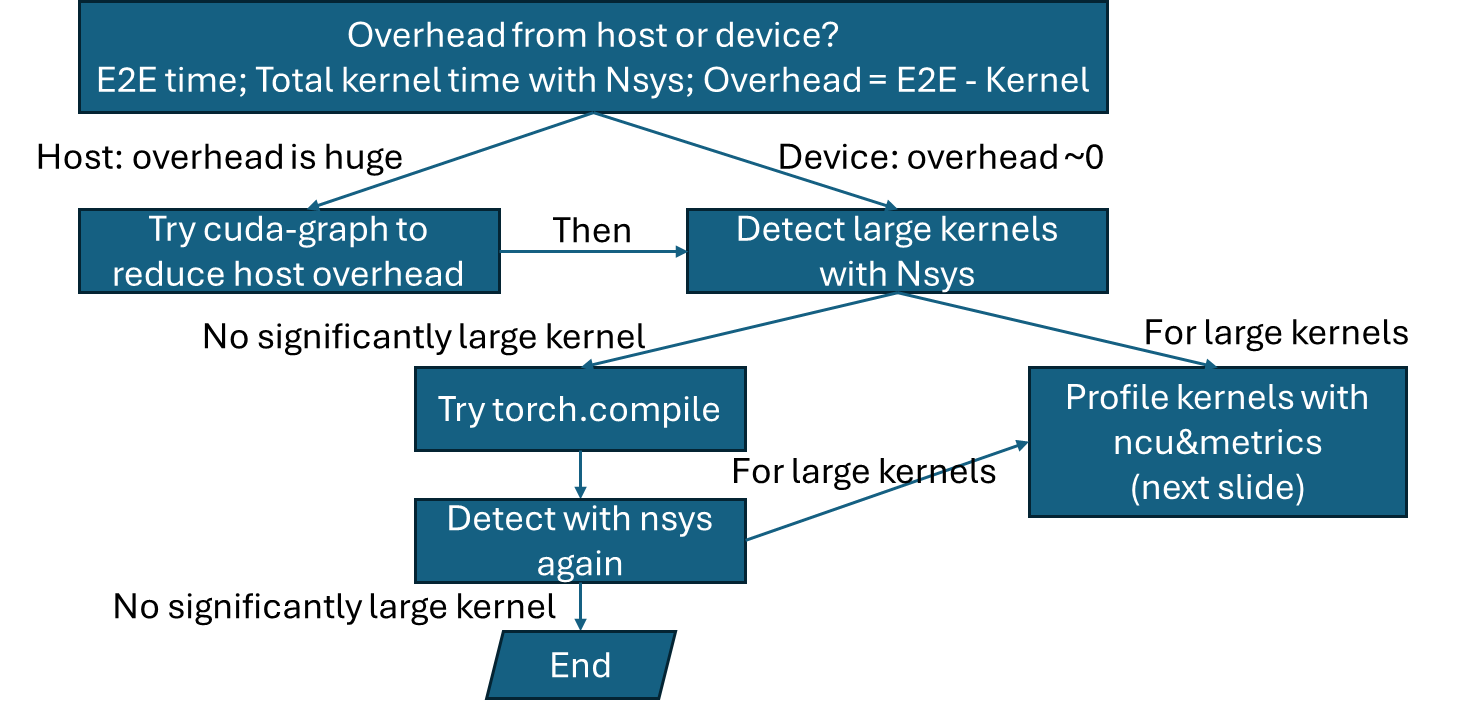 Overhead from host or device?
E2E time; Total kernel time with Nsys; Overhead = E2E - Kernel
Host: overhead is huge
Device: overhead ~0
Try cuda-graph to
reduce host overhead
Then
Detect large kernels
with Nsys
No significantly large kernel
For large kernels
Try torch.compile
Profile kernels with
ncu&metrics
(next slide)
For large kernels
Detect with nsys
again
No significantly large kernel
End